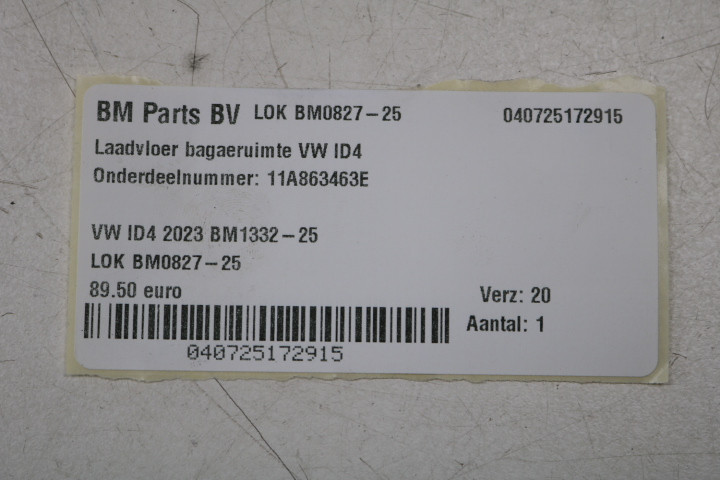 BM Parts BV LOK BM0827-25 040725172915
Laadvloer bagaeruimte VW ID4
Onderdeelnummer: 11A863463E
VW ID4 2023 BM1332-25
LOK BM0827-25
89.50 euro Verz: 20
Aantal: 1
040725172915